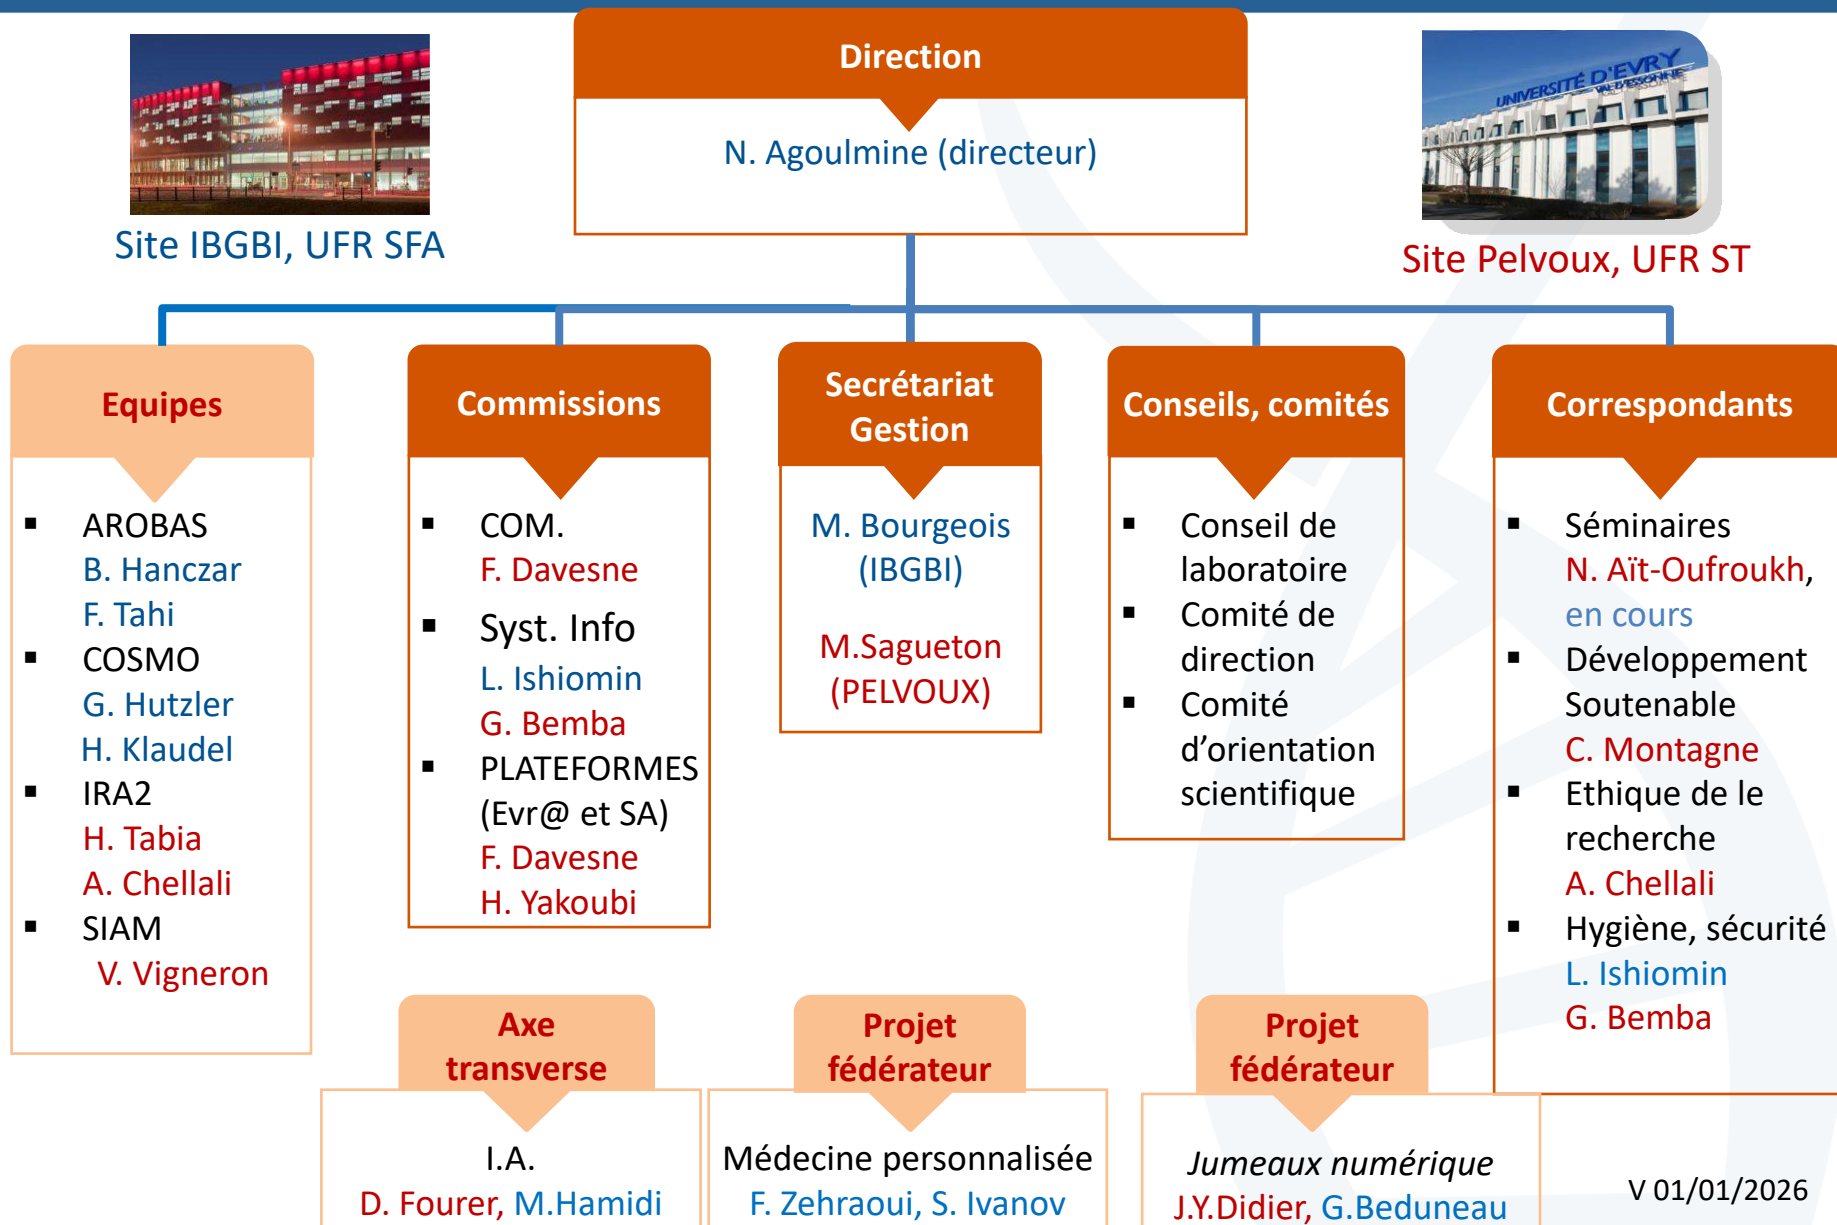 Direction
N. Agoulmine (directeur)
UNIVERSITÉ D'EVRY
VAL D'ESSONNE
Site IBGBI, UFR SFA
Site Pelvoux, UFR ST
Equipes
▪ AROBAS
B. Hanczar
F. Tahi
▪ COSMO
G. Hutzler
H. Klaudel
▪ IRA2
H. Tabia
A. Chellali
▪ SIAM
V. Vigneron
Commissions
▪ COM.
F. Davesne
▪ Syst. Info
L. Ishiomin
G. Bemba
▪ PLATEFORMES
(Evr@ et SA)
F. Davesne
H. Yakoubi
Secrétariat
Gestion
M. Bourgeois
(IBGBI)
M.Sagueton
(PELVOUX)
Conseils, comités
▪ Conseil de
laboratoire
▪ Comité de
direction
▪ Comité
d’orientation
scientifique
Correspondants
▪ Séminaires
N. Aït-Oufroukh,
en cours
▪ Développement
Soutenable
C. Montagne
▪ Ethique de le
recherche
A. Chellali
▪ Hygiène, sécurité
L. Ishiomin
G. Bemba
Axe
transverse
I.A.
D. Fourer, M.Hamidi
Projet
fédérateur
Médecine personnalisée
F. Zehraoui, S. Ivanov
Projet
fédérateur
Jumeaux numérique
J.Y.Didier, G.Beduneau
V 01/01/2026